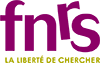 fnrs
LA LIBERTÉ DE CHERCHER